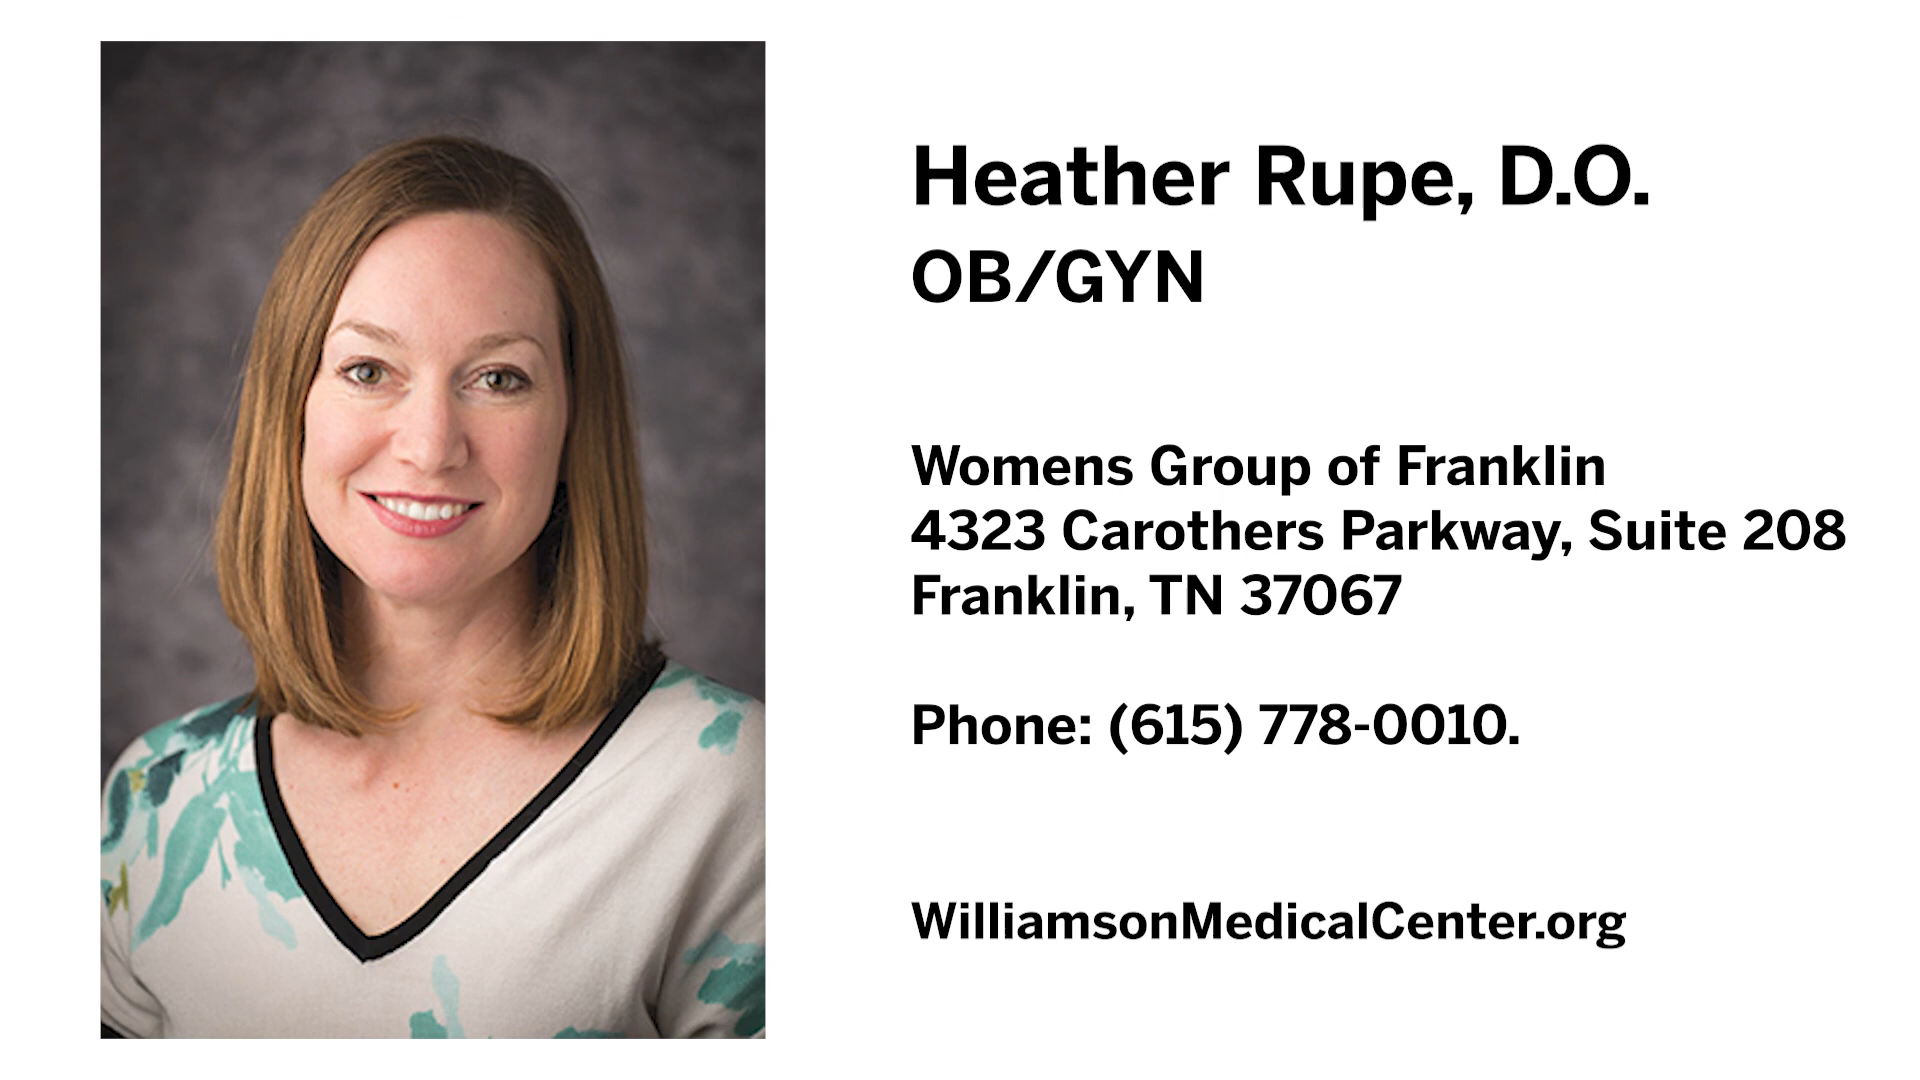 Heather Rupe, D.O.
OB/GYN
Womens Group of Franklin
4323 Carothers Parkway, Suite 208
Franklin, TN 37067
Phone: (615) 778-0010.
WilliamsonMedicalCenter.org